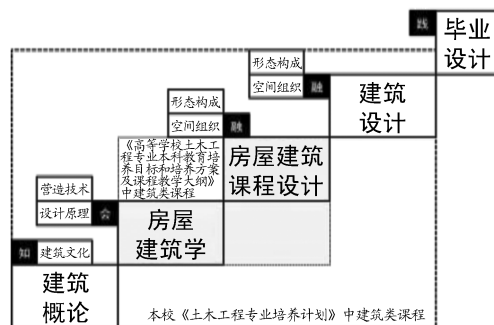 践
毕业
设计
形态构成
空间组织
融
建筑
设计
形态构成
空间组织
融
《高等学校土木工
程专业本科教育培
养目标和培养方案
及课程教学大纲》
中建筑类课程
房屋建筑
课程设计
营造技术
设计原理
会
房屋
建筑学
知
建筑文化
建筑
概论
本校《土木工程专业培养计划》中建筑类课程